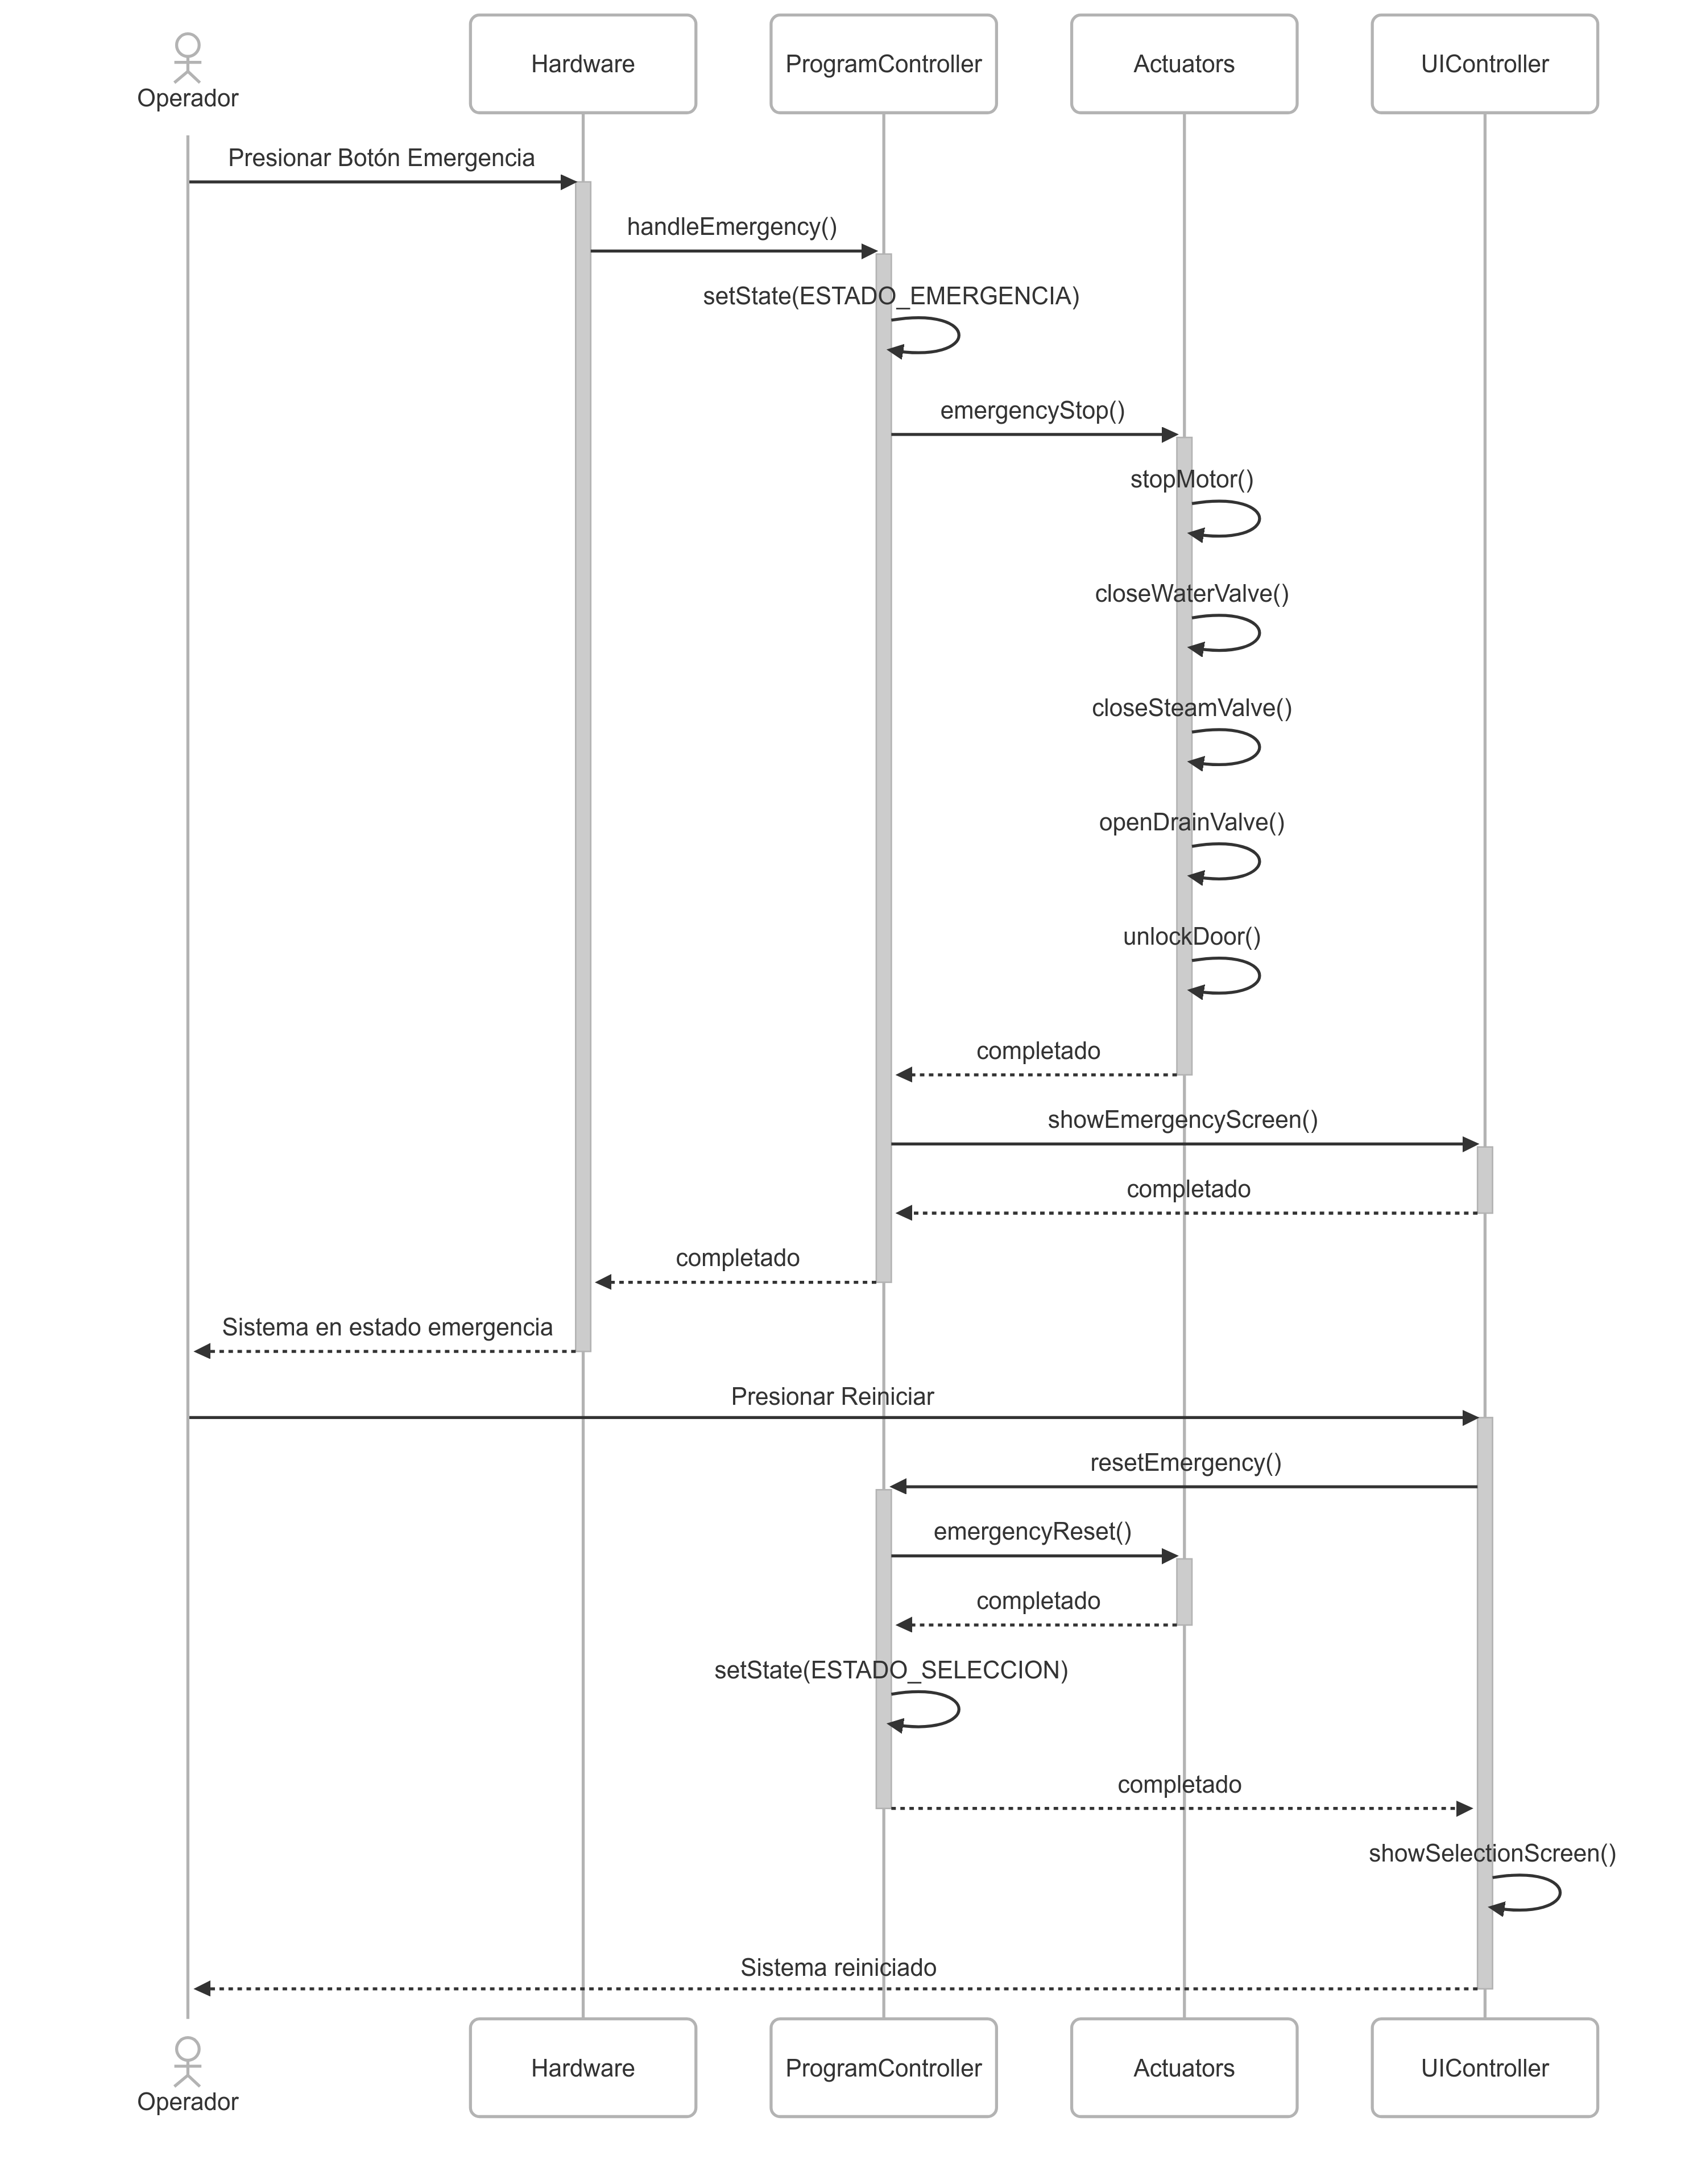 Operador
Hardware
ProgramController
Actuators
UIController
Presionar Botón Emergencia
handleEmergency()
setState(ESTADO_EMERGENCIA)
emergencyStop()
stopMotor()
closeWaterValve()
closeSteamValve()
openDrainValve()
unlockDoor()
completado
showEmergencyScreen()
completado
completado
Sistema en estado emergencia
Presionar Reiniciar
resetEmergency()
emergencyReset()
completado
setState(ESTADO_SELECCION)
completado
showSelectionScreen()
Sistema reiniciado
Operador
Hardware
ProgramController
Actuators
UIController